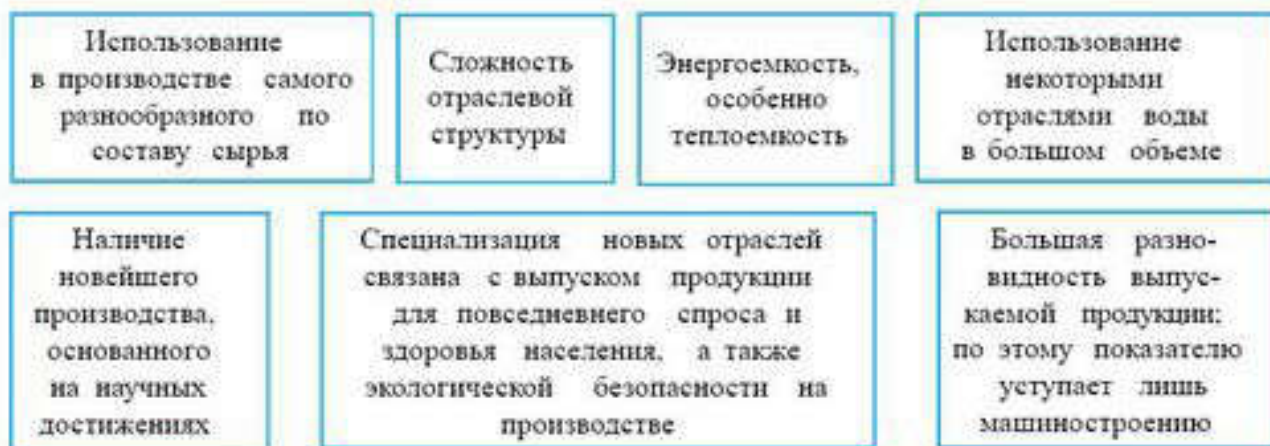 Использование
в производстве самого
разнообразного по
составу сырья
Сложность
отраслевой
структуры
Энергоемкость,
особенно
теплоемкость
Использование
некоторыми
отраслями воды
в большом объеме
Наличие
новейшего
производства,
основанного
на научных
достижениях
Специализация новых отраслей
связана с выпуском продукции
для повседневнего спроса и
здоровья населения, а также
экологической безопасности на
производстве
Большая разно-
видность выпус-
каемой продукции;
по этому показателю
уступает лишь
машиностроению